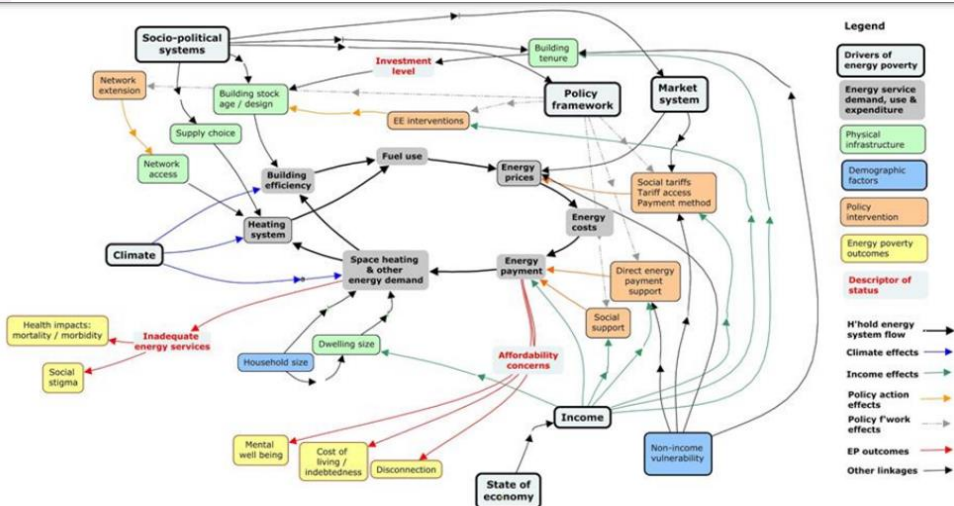 Socio-political
systems
Building
tenure
Investment
level
Network
extension
Building stock
age / design
Policy
framework
Market
system
EE interventions
Supply choice
Network
access
Fuel use
Building
efficiency
Energy
prices
Social tariffs
Tariff access
Payment method
Heating
system
Energy
costs
Climate
Space heating
& other
energy demand
Energy
payment
Direct energy
payment
support
Social
support
Health impacts:
mortality / morbidity
Inadequate
energy services
Dwelling size
Household size
Social
stigma
Affordability
concerns
Income
Mental
well being
Cost of
living /
indebtedness
Disconnection
Non-income
vulnerability
State of
economy
Legend
Drivers of
energy poverty
Energy service
demand, use &
expenditure
Physical
infrastructure
Demographic
factors
Policy
intervention
Energy poverty
outcomes
Descriptor of
status
H'hold energy
system flow
Climate effects
Income effects
Policy action
effects
Policy f'work
effects
EP outcomes
Other linkages